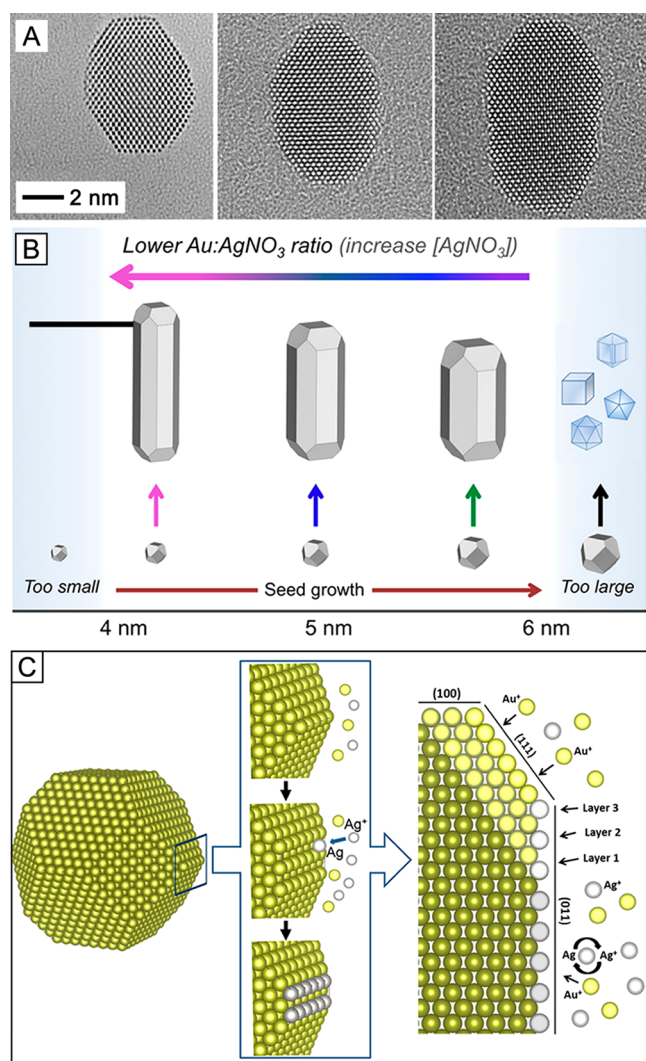 A
2 nm
B
Lower Au:AgNO₃ ratio (increase [AgNO₃])
Too small
Seed growth
Too large
4 nm
5 nm
6 nm
C
Ag⁺
Ag
(100)
(111)
Au⁺
Au⁺
Layer 3
Layer 2
Layer 1
(011)
Ag⁺
Ag
Ag⁺
Au⁺